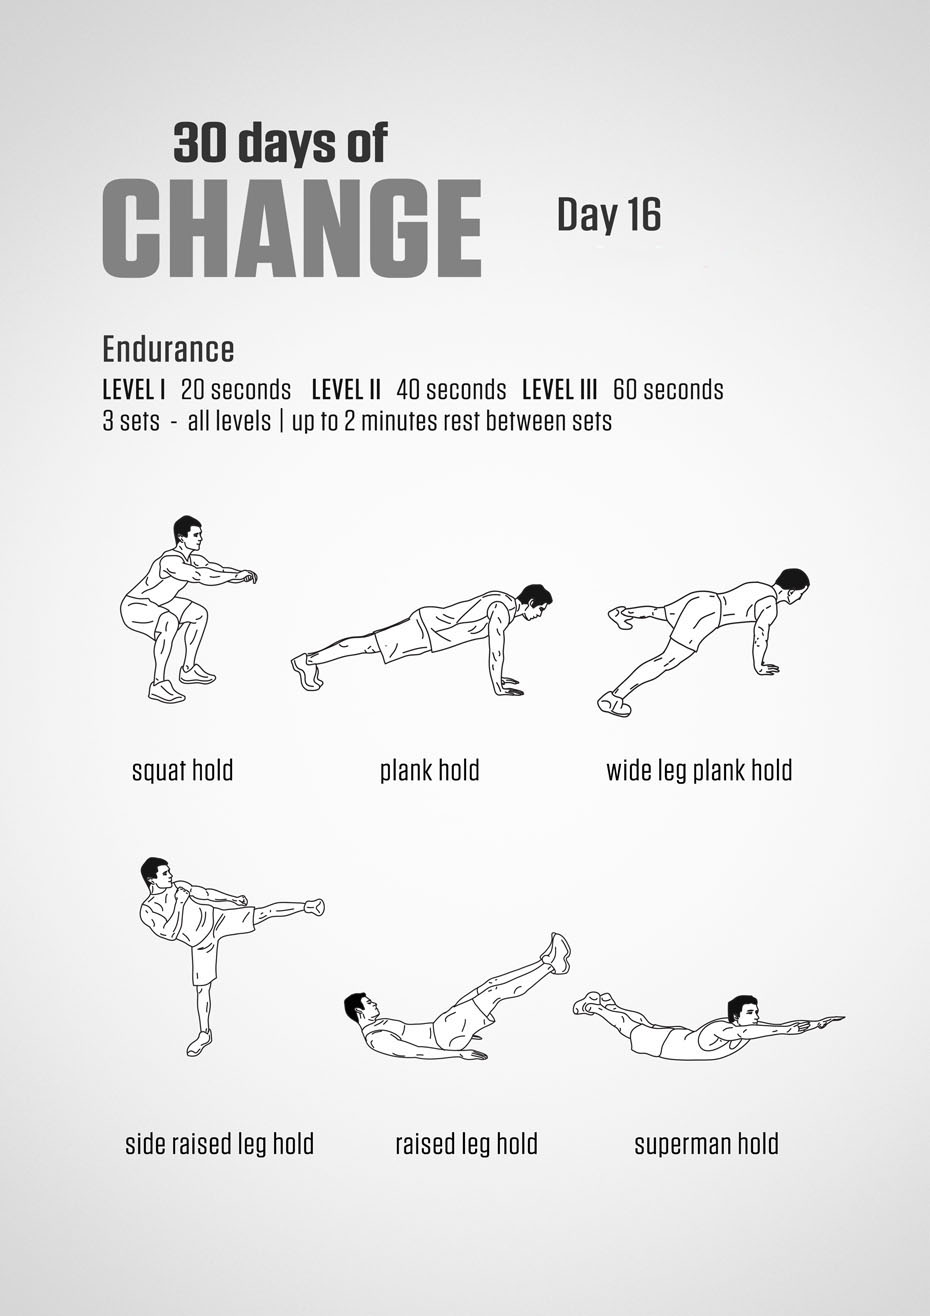 30 days of
CHANGE
Day 16
Endurance
LEVEL I 20 seconds LEVEL II 40 seconds LEVEL III 60 seconds
3 sets - all levels | up to 2 minutes rest between sets
squat hold
plank hold
wide leg plank hold
side raised leg hold
raised leg hold
superman hold